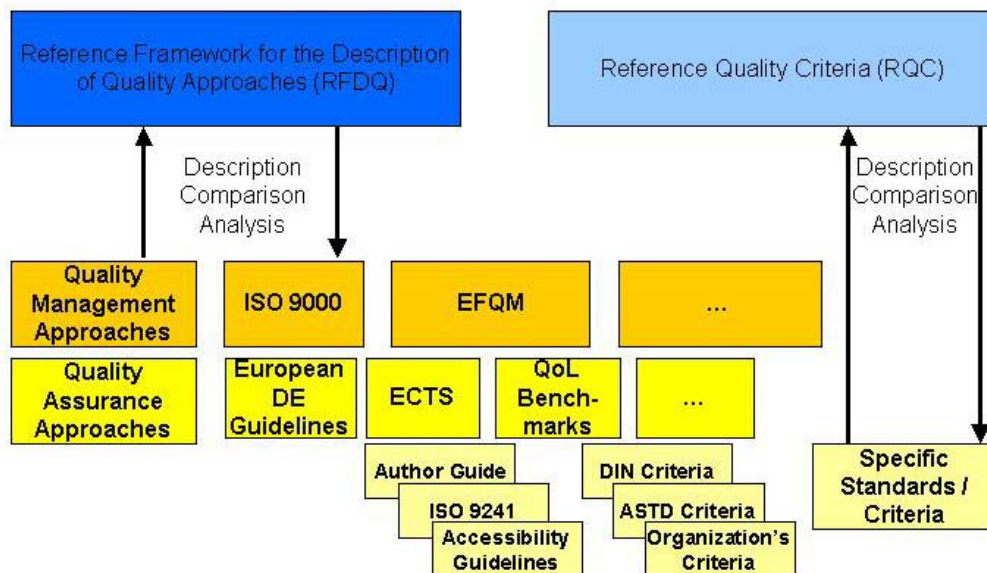 Reference Framework for the Description
of Quality Approaches (RFDQ)
Reference Quality Criteria (RQC)
Description
Comparison
Analysis
Description
Comparison
Analysis
Quality
Management
Approaches
ISO 9000
EFQM
...
Quality
Assurance
Approaches
European
DE
Guidelines
ECTS
QoL
Bench-
marks
...
Author Guide
ISO 9241
Accessibility
Guidelines
DIN Criteria
ASTD Criteria
Organization's
Criteria
Specific
Standards /
Criteria